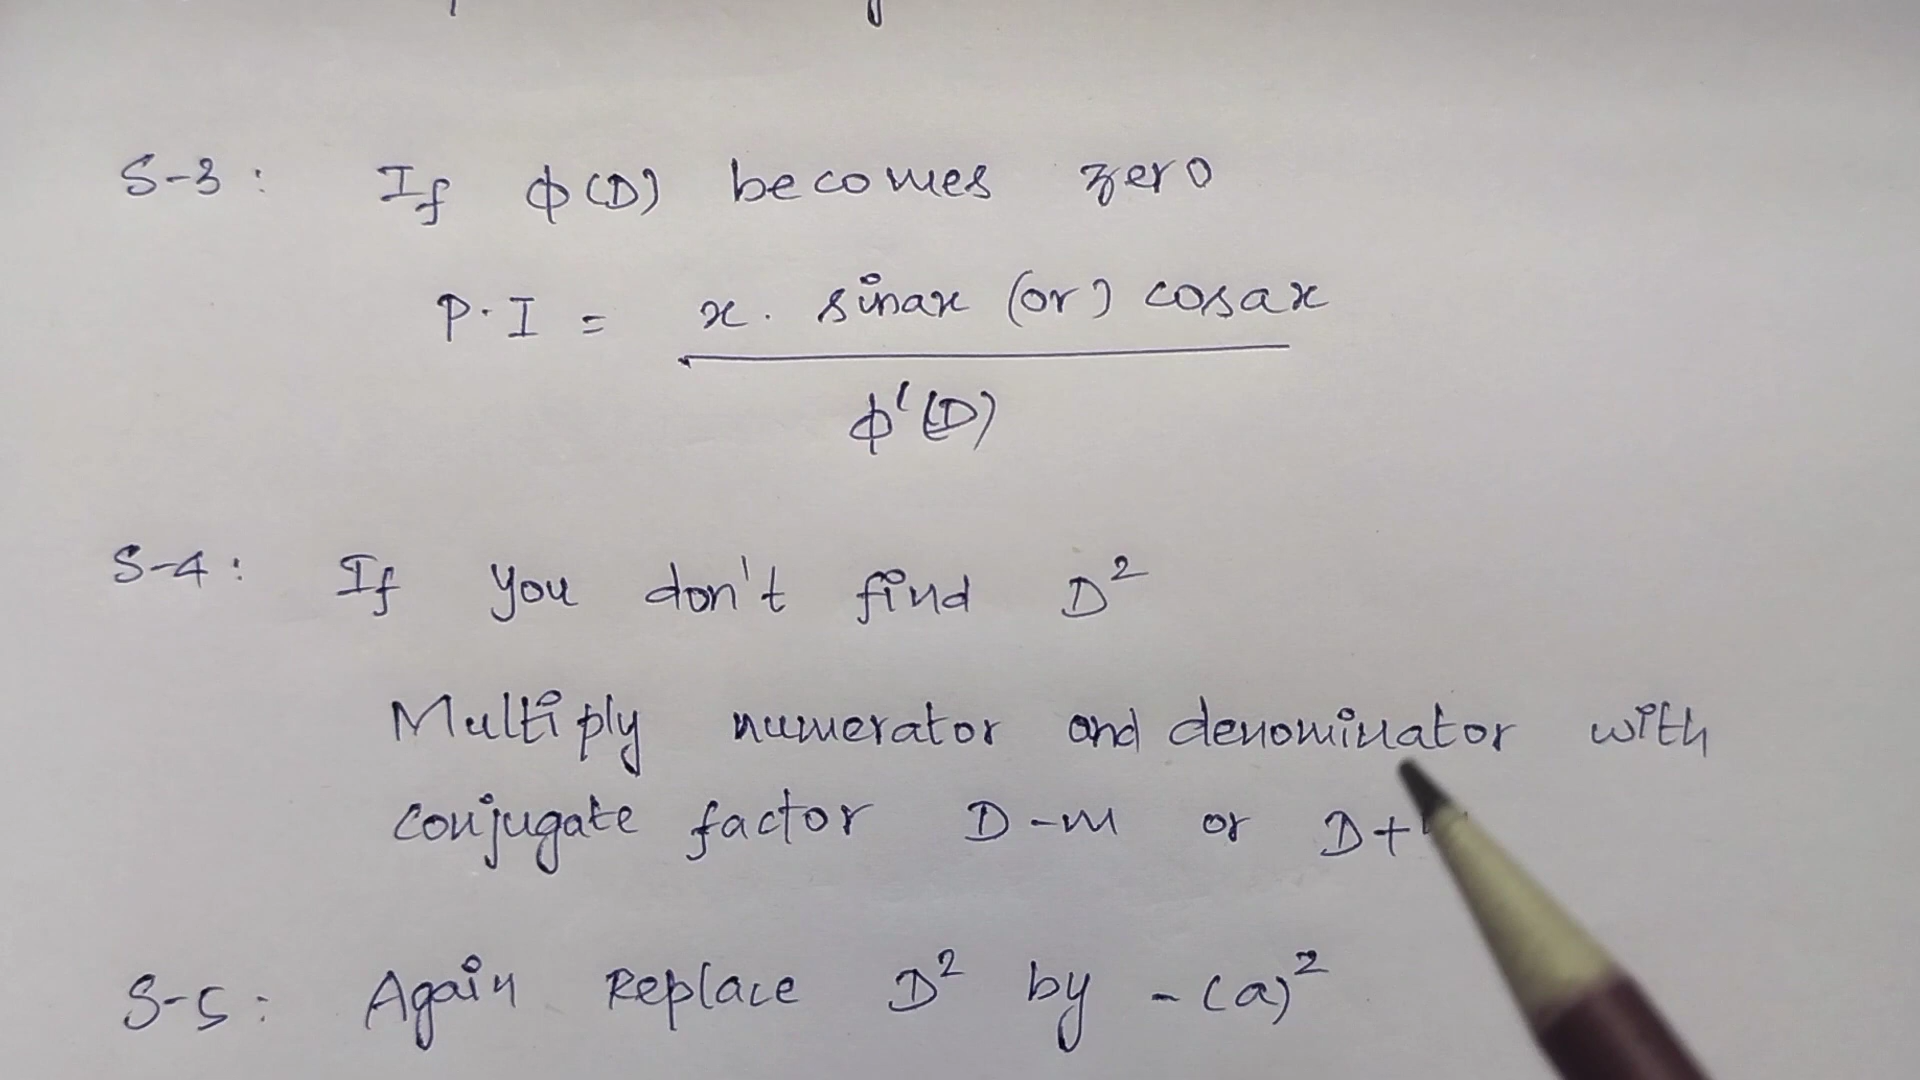 S-3: If ϕ(D) becomes zero
P.I = x. sinax (or) cosax
ϕ'(D)
S-4: If you don't find D²
Multiply numerator and denominator with
conjugate factor D-m or D+
S-5: Again Replace D² by -(a)²